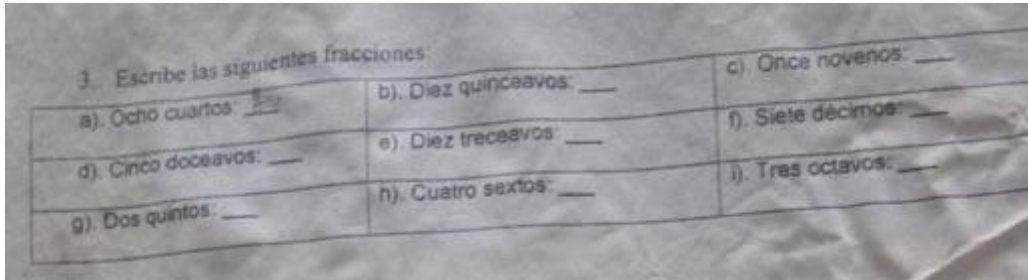 3. Escribe las siguientes fracciones:
a). Ocho cuartos: ___
b). Diez quinceavos: ___
c). Once novenos: ___
d). Cinco doceavos: ___
e). Diez treceavos: ___
f). Siete décimos: ___
g). Dos quintos: ___
h). Cuatro sextos: ___
i). Tres octavos: ___